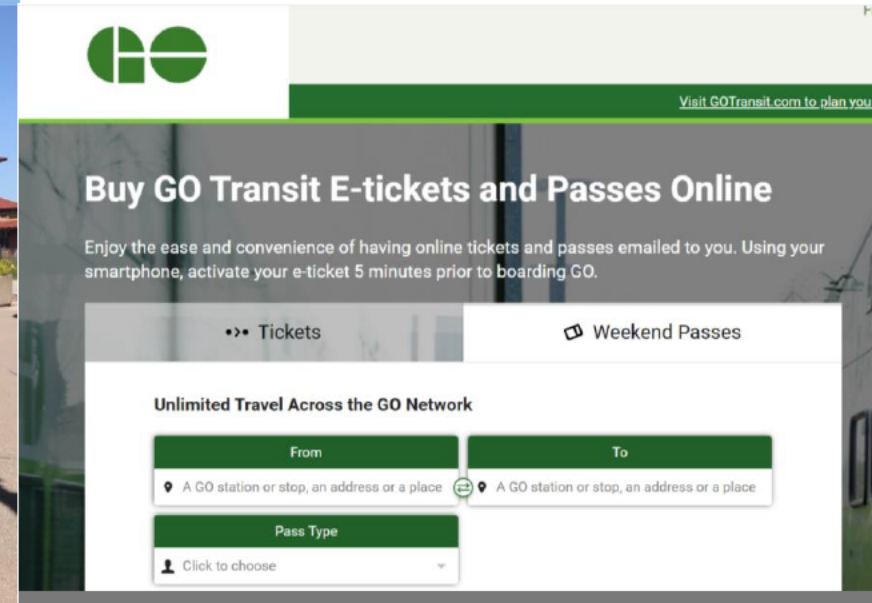 GO
Visit GOTransit.com to plan you
Buy GO Transit E-tickets and Passes Online
Enjoy the ease and convenience of having online tickets and passes emailed to you. Using your
smartphone, activate your e-ticket 5 minutes prior to boarding GO.
Tickets
Weekend Passes
Unlimited Travel Across the GO Network
From
To
A GO station or stop, an address or a place
A GO station or stop, an address or a place
Pass Type
Click to choose